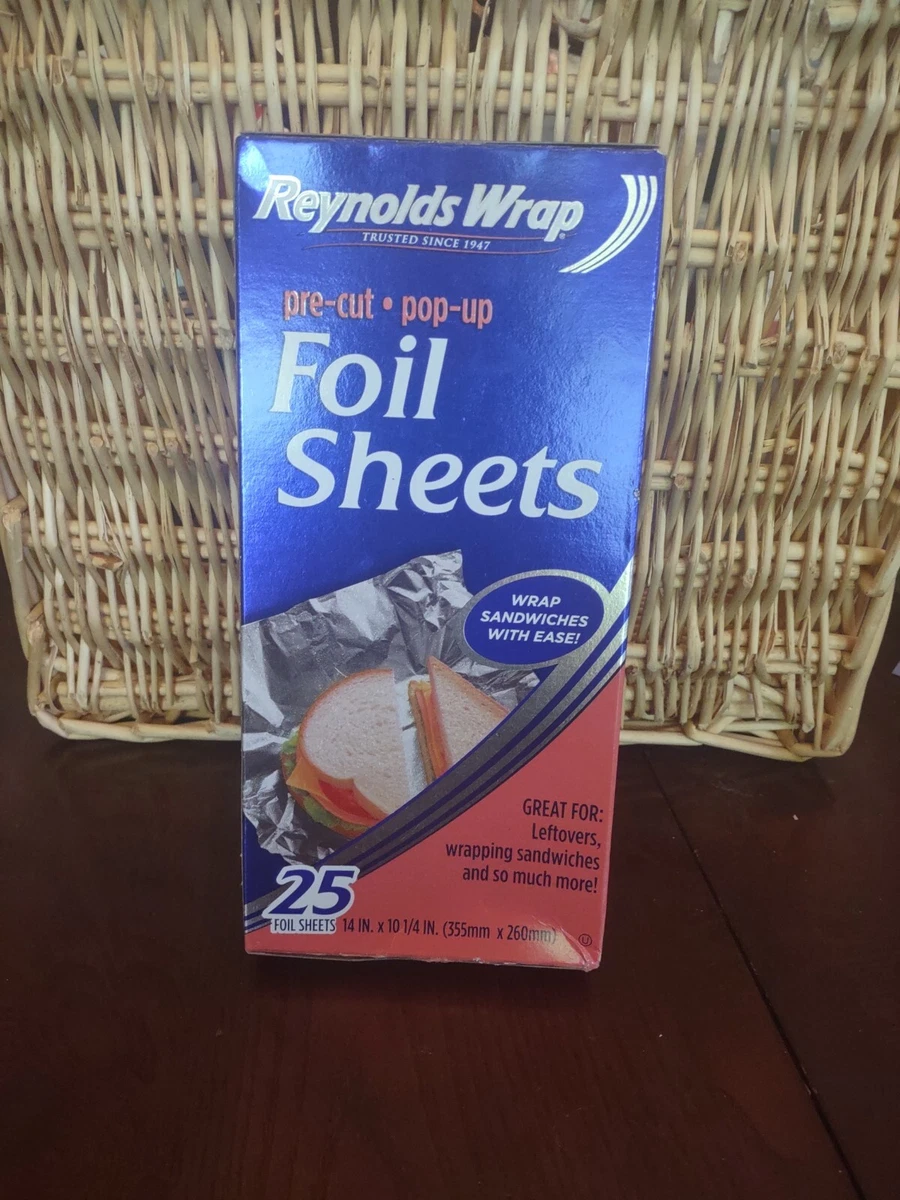 Reynolds Wrap®
TRUSTED SINCE 1947
pre-cut • pop-up
Foil
Sheets
WRAP
SANDWICHES
WITH EASE!
GREAT FOR:
Leftovers,
wrapping sandwiches
and so much more!
25
FOIL SHEETS 14 IN. x 10 1/4 IN. (355mm x 260mm) Ⓤ